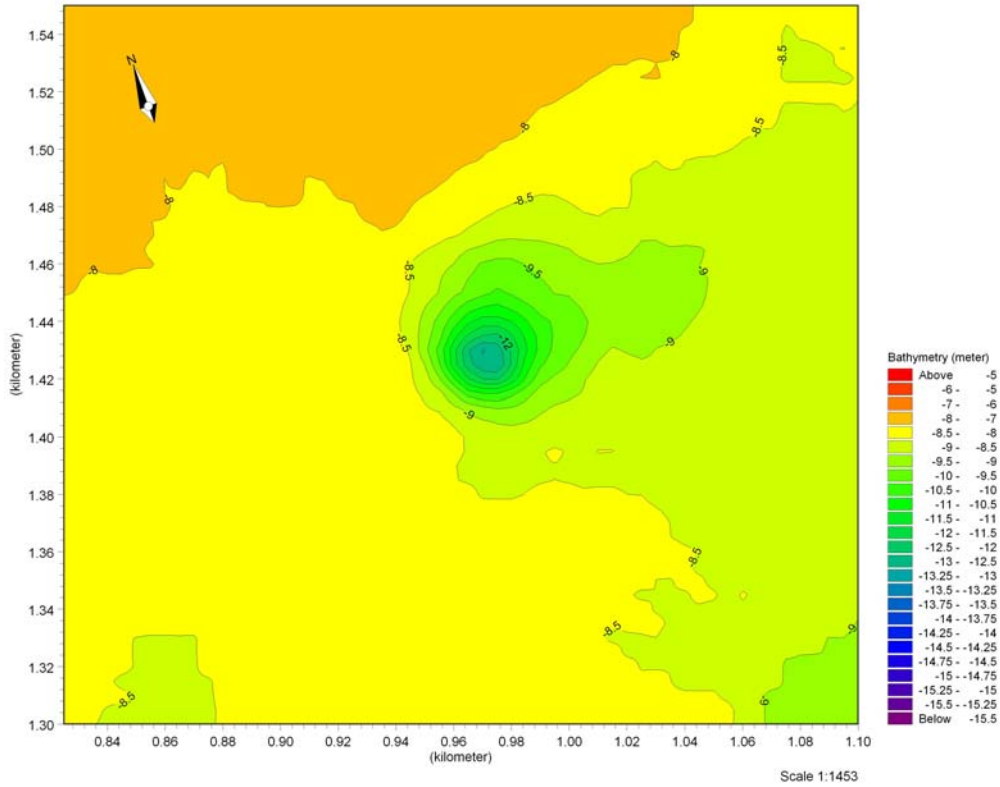 1.54
1.52
1.50
1.48
1.46
1.44
1.42
1.40
1.38
1.36
1.34
1.32
1.30
(kilometer)
N
-8
-8
-8
-8
-8.5
-8.5
-8.5
-8.5
-8.5
-9.5
-9
-12
-9
-9
-8.5
-8.5
-8.5
-9
-9
0.84 0.86 0.88 0.90 0.92 0.94 0.96 0.98 1.00 1.02 1.04 1.06 1.08 1.10
(kilometer)
Bathymetry (meter)
Above -5
-6 - -5
-7 - -6
-8 - -7
-8.5 - -8
-9 - -8.5
-9.5 - -9
-10 - -9.5
-10.5 - -10
-11 - -10.5
-11.5 - -11
-12 - -11.5
-12.5 - -12
-13 - -12.5
-13.25 - -13
-13.5 - -13.25
-13.75 - -13.5
-14 - -13.75
-14.25 - -14
-14.5 - -14.25
-14.75 - -14.5
-15 - -14.75
-15.25 - -15
-15.5 - -15.25
Below -15.5
Scale 1:1453